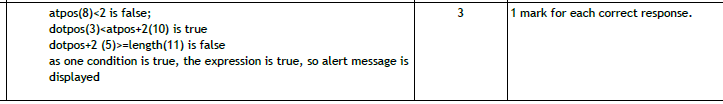 atpos(8)<2 is false; 3 1 mark for each correct response.
dotpos(3)<atpos+2(10) is true
dotpos+2 (5)>=length(11) is false
as one condition is true, the expression is true, so alert message is
displayed